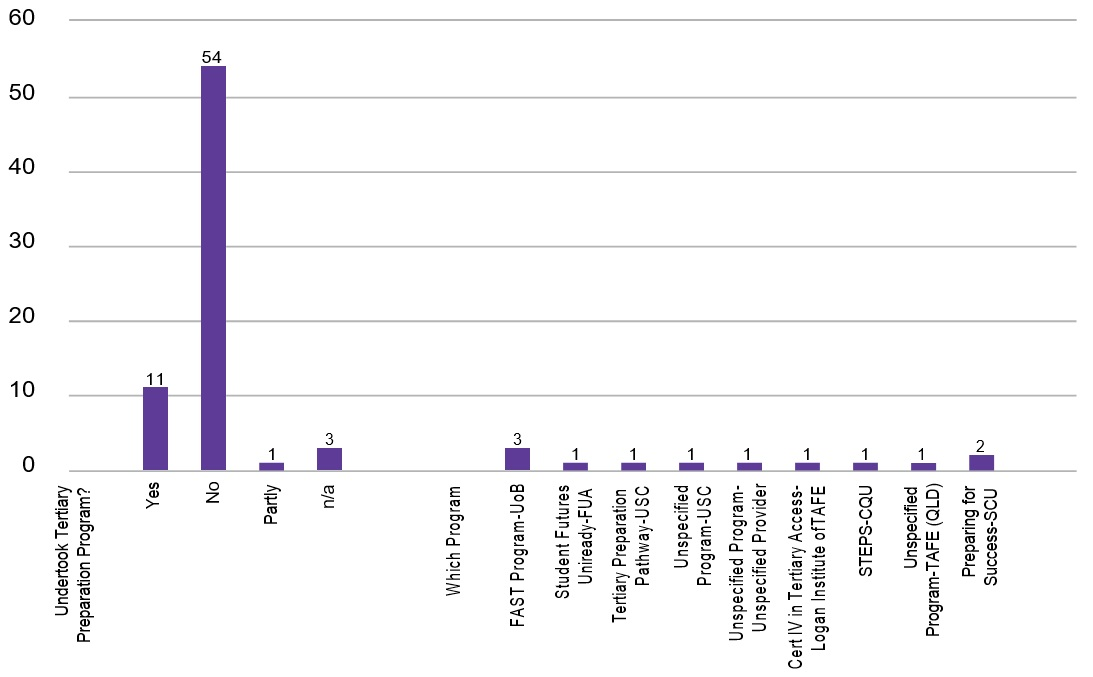 60
50
40
30
20
10
0
11
54
1
3
3
1
1
1
1
1
1
1
2
Undertook Tertiary
Preparation Program?
Yes
No
Partly
n/a
Which Program
FAST Program-UoB
Student Futures
Uniready-FUA
Tertiary Preparation
Pathway-USC
Unspecified
Program-USC
Unspecified Program-
Unspecified Provider
Cert IV in Tertiary Access-
Logan Institute ofTAFE
STEPS-CQU
Unspecified
Program-TAFE (QLD)
Preparing for
Success-SCU